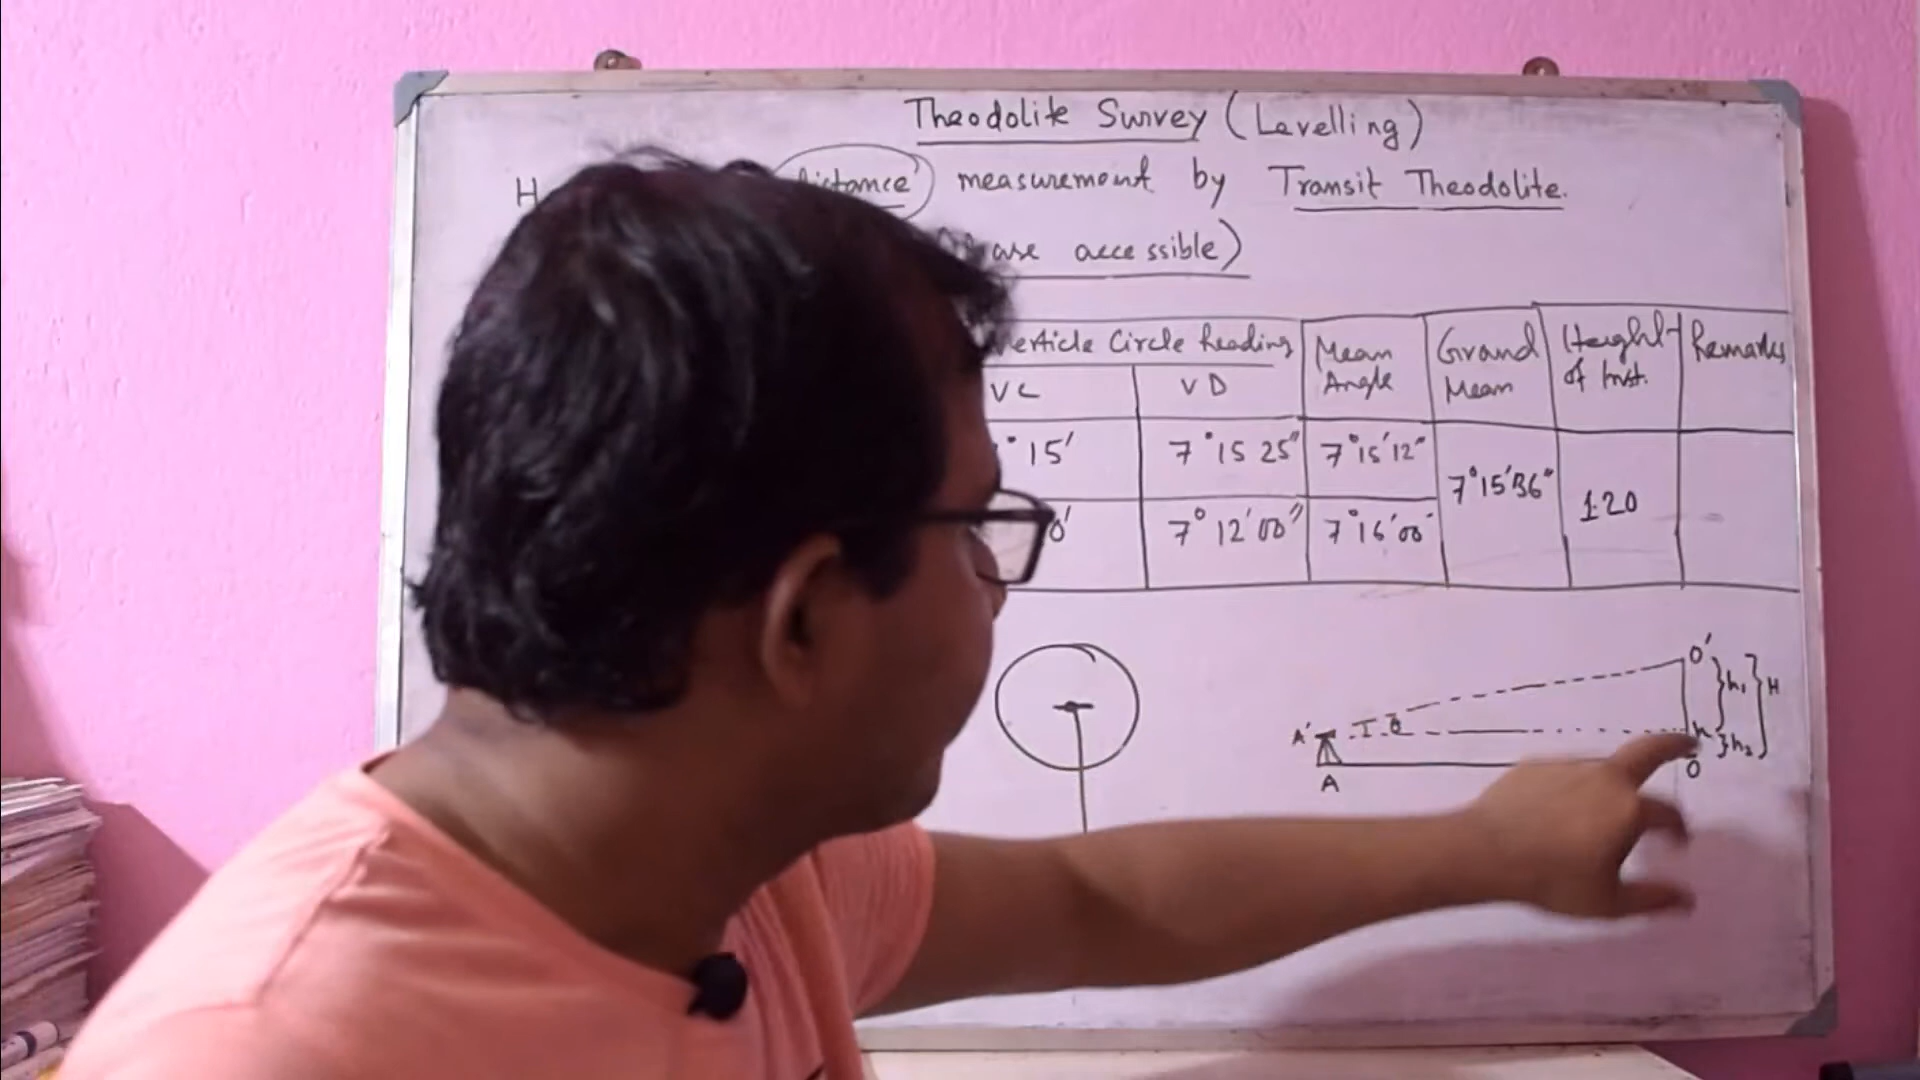 Theodolite Survey (Levelling)
H distance measurement by Transit Theodolite.
accessible)
Verticle Circle Reading Mean Angle Grand Mean Height of Inst. Remarks
VC VD
° 15' 7° 15 25" 7° 15' 12" 7° 15' 36" 1.20
0' 7° 12' 00" 7° 16' 00"
O'
h₁ H
A' θ h h₂
A O